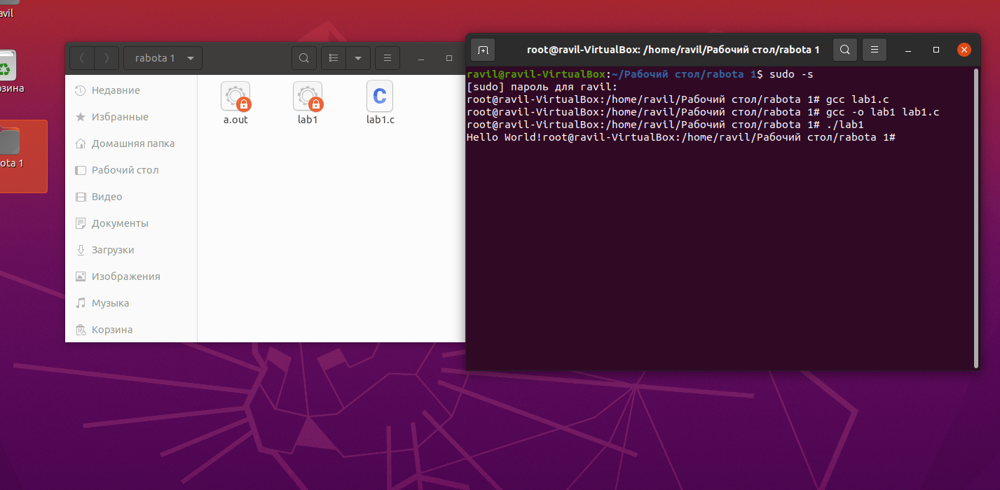 avil
рзина
ota 1
rabota 1
Недавние
Избранные
Домашняя папка
Рабочий стол
Видео
Документы
Загрузки
Изображения
Музыка
Корзина
a.out
lab1
C
lab1.c
root@ravil-VirtualBox: /home/ravil/Рабочий стол/rabota 1
ravil@ravil-VirtualBox:~/Рабочий стол/rabota 1$ sudo -s
[sudo] пароль для ravil:
root@ravil-VirtualBox:/home/ravil/Рабочий стол/rabota 1# gcc lab1.c
root@ravil-VirtualBox:/home/ravil/Рабочий стол/rabota 1# gcc -o lab1 lab1.c
root@ravil-VirtualBox:/home/ravil/Рабочий стол/rabota 1# ./lab1
Hello World!root@ravil-VirtualBox:/home/ravil/Рабочий стол/rabota 1#